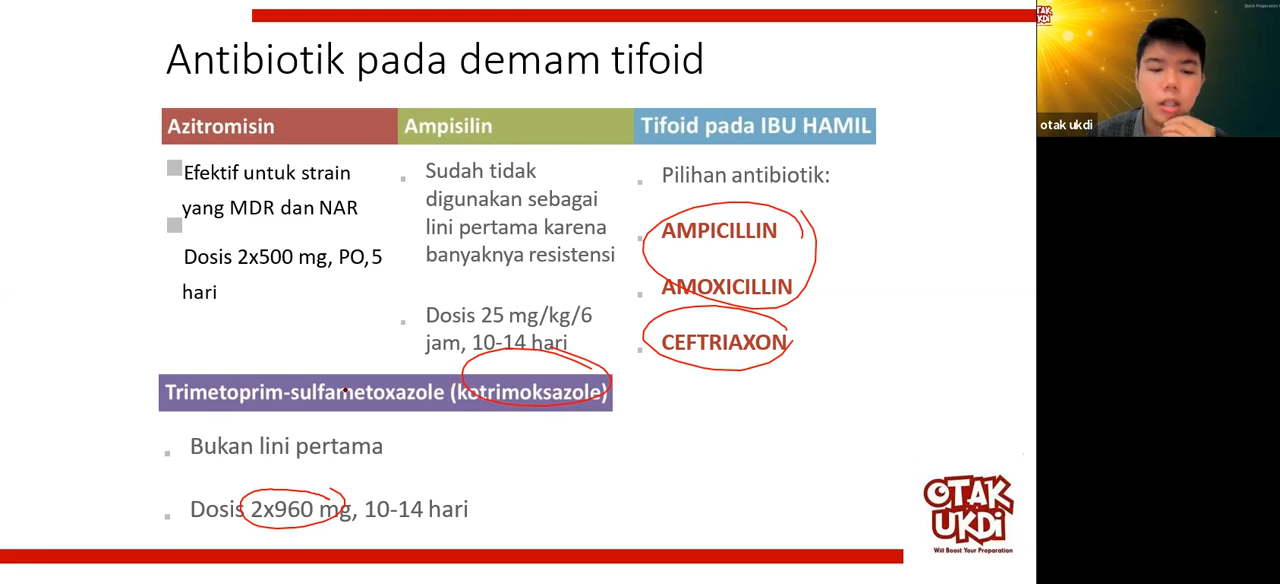 Antibiotik pada demam tifoid
Azitromisin
Efektif untuk strain
yang MDR dan NAR
Dosis 2x500 mg, PO,5
hari
Ampisilin
Sudah tidak
digunakan sebagai
lini pertama karena
banyaknya resistensi
Dosis 25 mg/kg/6
jam, 10-14 hari
Tifoid pada IBU HAMIL
Pilihan antibiotik:
AMPICILLIN
AMOXICILLIN
CEFTRIAXON
Trimetoprim-sulfametoxazole (kotrimoksazole)
Bukan lini pertama
Dosis 2x960 mg, 10-14 hari
OTAK
UKDi
Will Boost Your Preparation
TAK
UKDi
otak ukdi